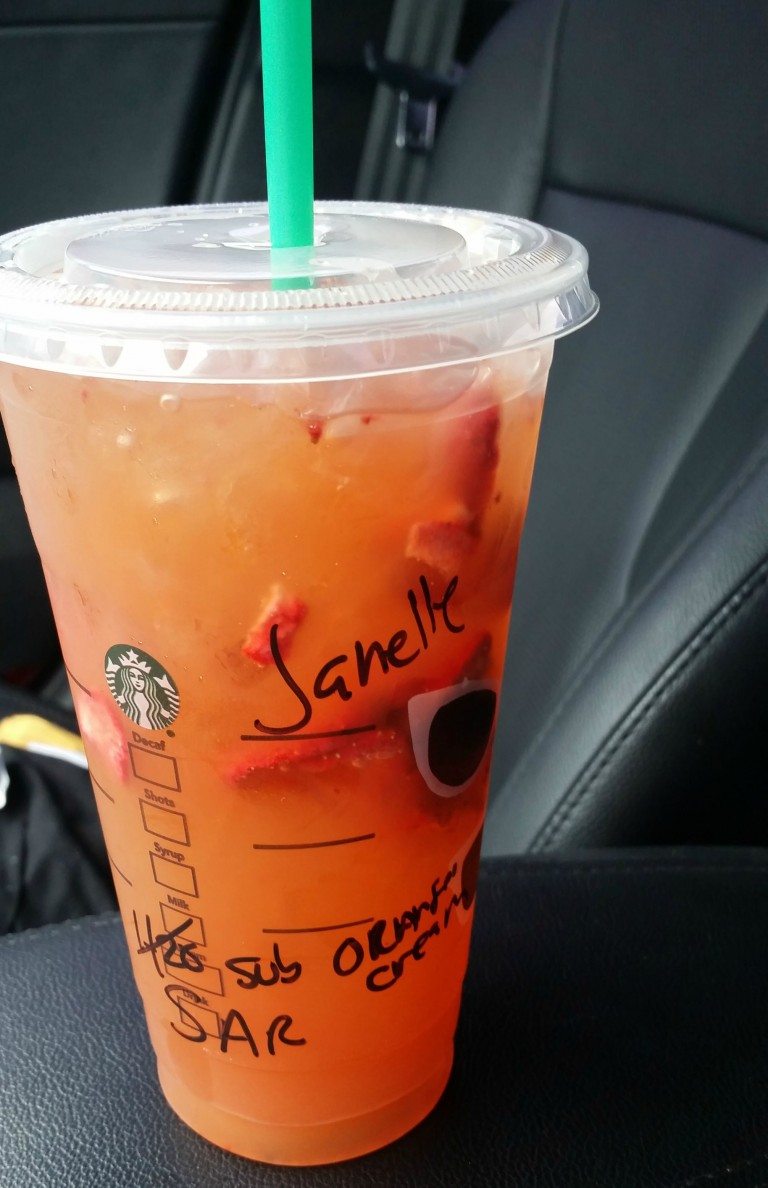 Janelle
Decaf
Shots
Syrup
Milk
sub ORANGE
cream
SAR